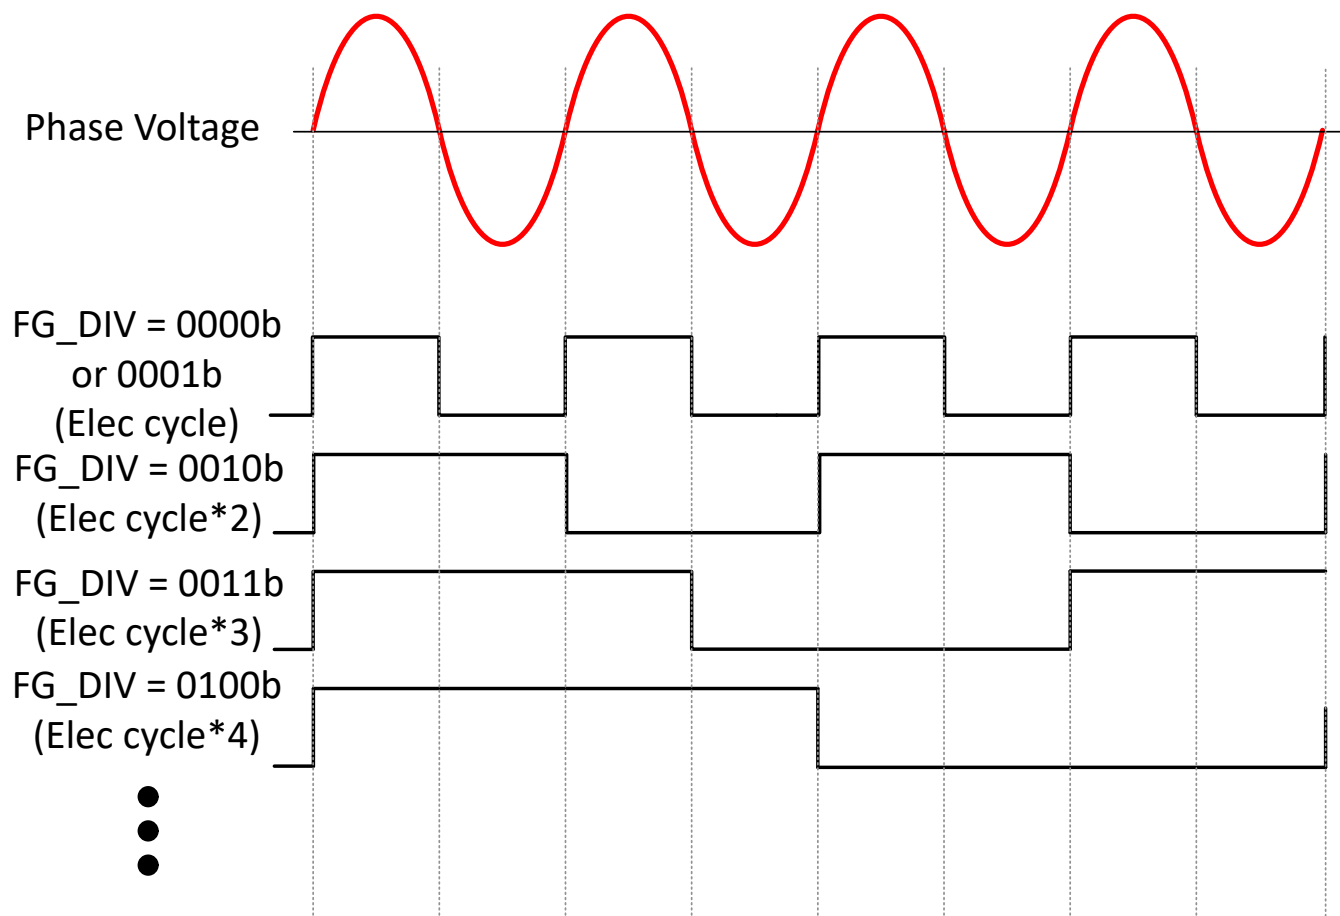 Phase Voltage
FG_DIV = 0000b
or 0001b
(Elec cycle)
FG_DIV = 0010b
(Elec cycle*2)
FG_DIV = 0011b
(Elec cycle*3)
FG_DIV = 0100b
(Elec cycle*4)